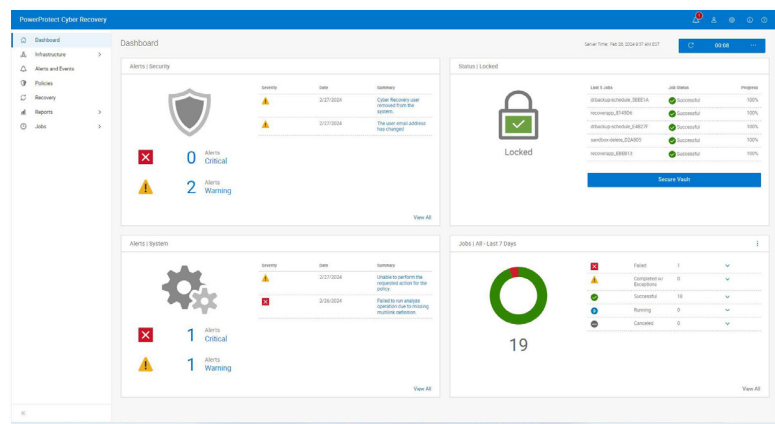 PowerProtect Cyber Recovery
Dashboard
Infrastructure
Alerts and Events
Policies
Recovery
Reports
Jobs
Dashboard
Server Time: Feb 28, 2024 8:37 AM EST
00:08
Alerts | Security
Severity Date Summary
2/27/2024 Cyber Recovery user
removed from the
system.
2/27/2024 The user email address
has changed
0 Alerts
Critical
2 Alerts
Warning
View All
Status | Locked
Locked
Last 5 Jobs Job Status Progress
Successful 100%
Successful 100%
Successful 100%
Successful 100%
Successful 100%
Secure Vault
Alerts | System
Severity Date Summary
2/27/2024 Unable to perform the
requested action for the
policy.
2/26/2024 Failed to run analysis
operation due to missing
multilink definition
1 Alerts
Critical
1 Alerts
Warning
View All
Jobs | All - Last 7 Days
19
Failed 1
Completed w/ 0
Exceptions
Successful 18
Running 0
Canceled 0
View All